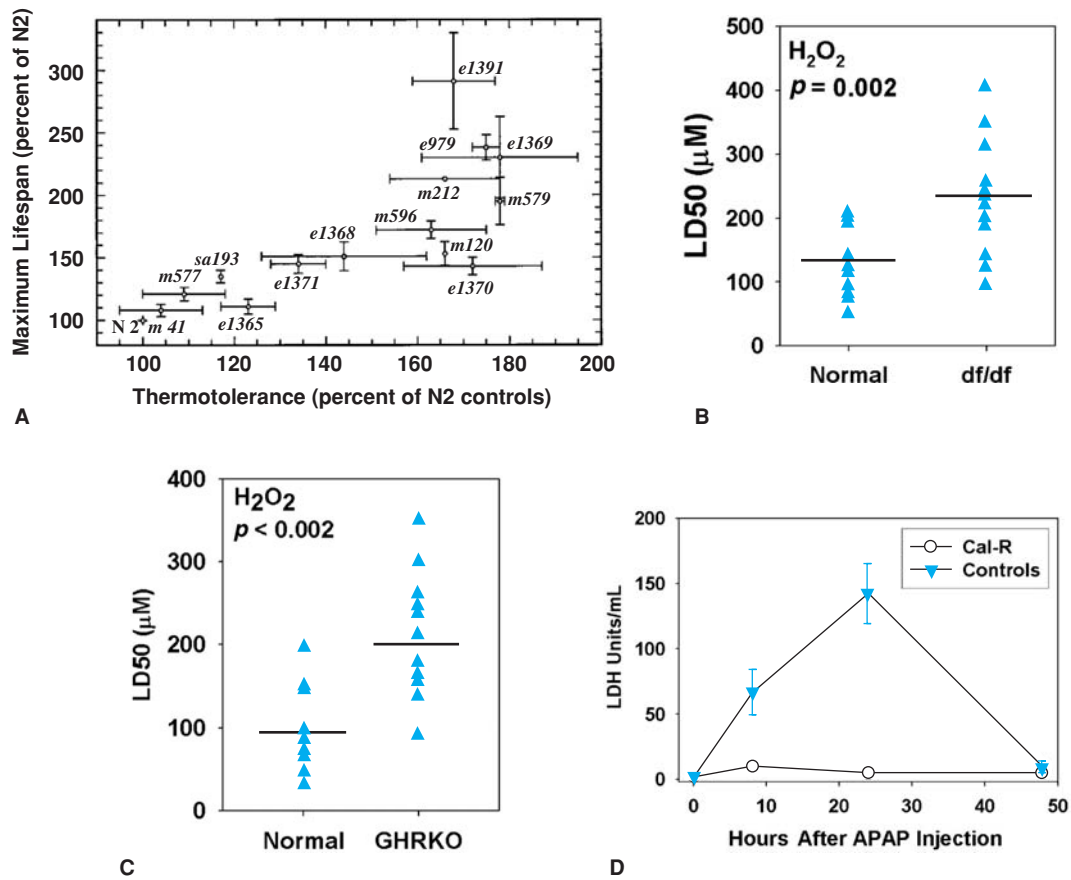 Maximum Lifespan (percent of N2)
300
250
200
150
100
e1391
e979
e1369
m212
m579
m596
e1368
m120
sa193
m577
e1371
e1370
N 2
m 41
e1365
100 120 140 160 180 200
Thermotolerance (percent of N2 controls)
A
LD50 (μM)
500
400
300
200
100
0
H2O2
p = 0.002
Normal df/df
B
LD50 (μM)
400
300
200
100
0
H2O2
p < 0.002
Normal GHRKO
C
LDH Units/mL
200
150
100
50
0
Cal-R
Controls
0 10 20 30 40 50
Hours After APAP Injection
D